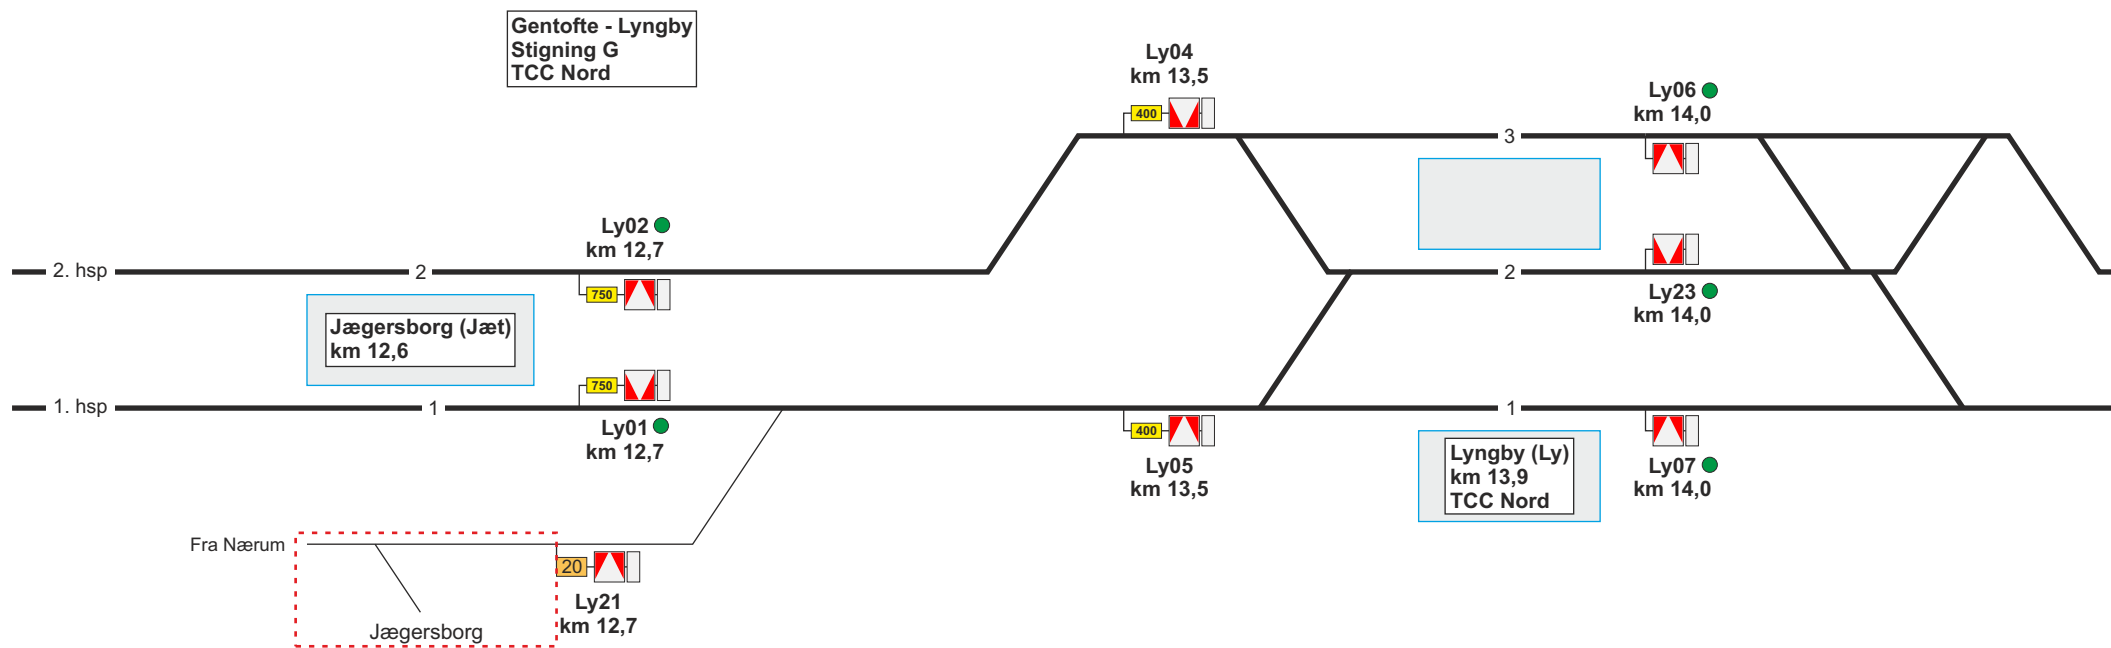 Gentofte - Lyngby
Stigning G
TCC Nord
Ly04
km 13,5
400
Ly06
km 14,0
3
Ly02
km 12,7
2. hsp
2
750
2
Ly23
km 14,0
Jægersborg (Jæt)
km 12,6
750
1. hsp
1
1
Ly01
km 12,7
400
Ly05
km 13,5
Lyngby (Ly)
km 13,9
TCC Nord
Ly07
km 14,0
Fra Nærum
20
Ly21
km 12,7
Jægersborg